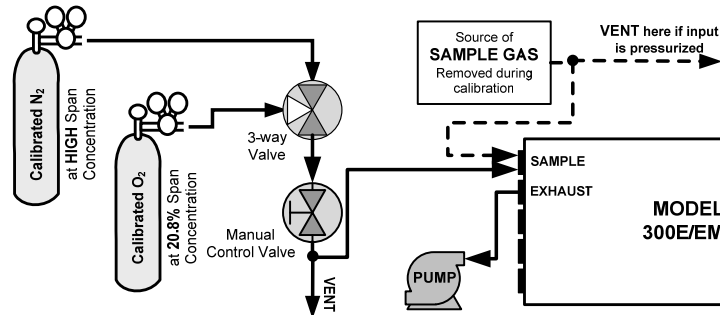 Calibrated N2
at HIGH Span
Concentration
Calibrated O2
at 20.8% Span
Concentration
3-way
Valve
Manual
Control Valve
VENT
Source of
SAMPLE GAS
Removed during
calibration
VENT here if input
is pressurized
SAMPLE
EXHAUST
PUMP
MODEL
300E/EM